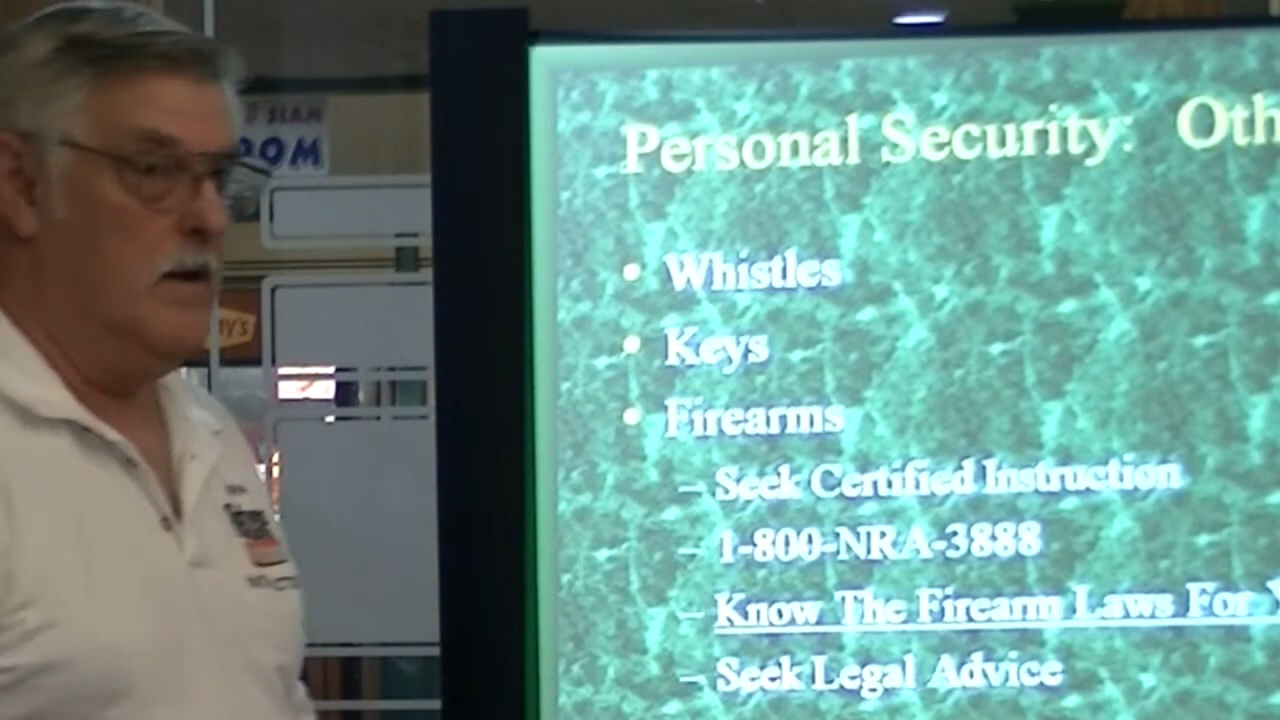 SLAM
Personal Security: Oth
• Whistles
• Keys
• Firearms
– Seek Certified Instruction
– 1-800-NRA-3888
– Know The Firearm Laws For Y
– Seek Legal Advice